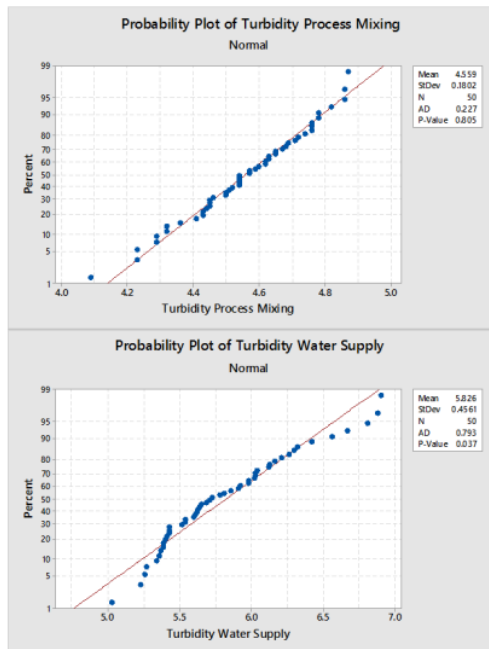 Probability Plot of Turbidity Process Mixing
Normal
99
95
90
80
70
60
50
40
30
20
10
5
1
Percent
4.0 4.2 4.4 4.6 4.8 5.0
Turbidity Process Mixing
Mean 4.559
StDev 0.1802
N 50
AD 0.227
P-Value 0.805
Probability Plot of Turbidity Water Supply
Normal
99
95
90
80
70
60
50
40
30
20
10
5
1
Percent
5.0 5.5 6.0 6.5 7.0
Turbidity Water Supply
Mean 5.826
StDev 0.4561
N 50
AD 0.793
P-Value 0.037